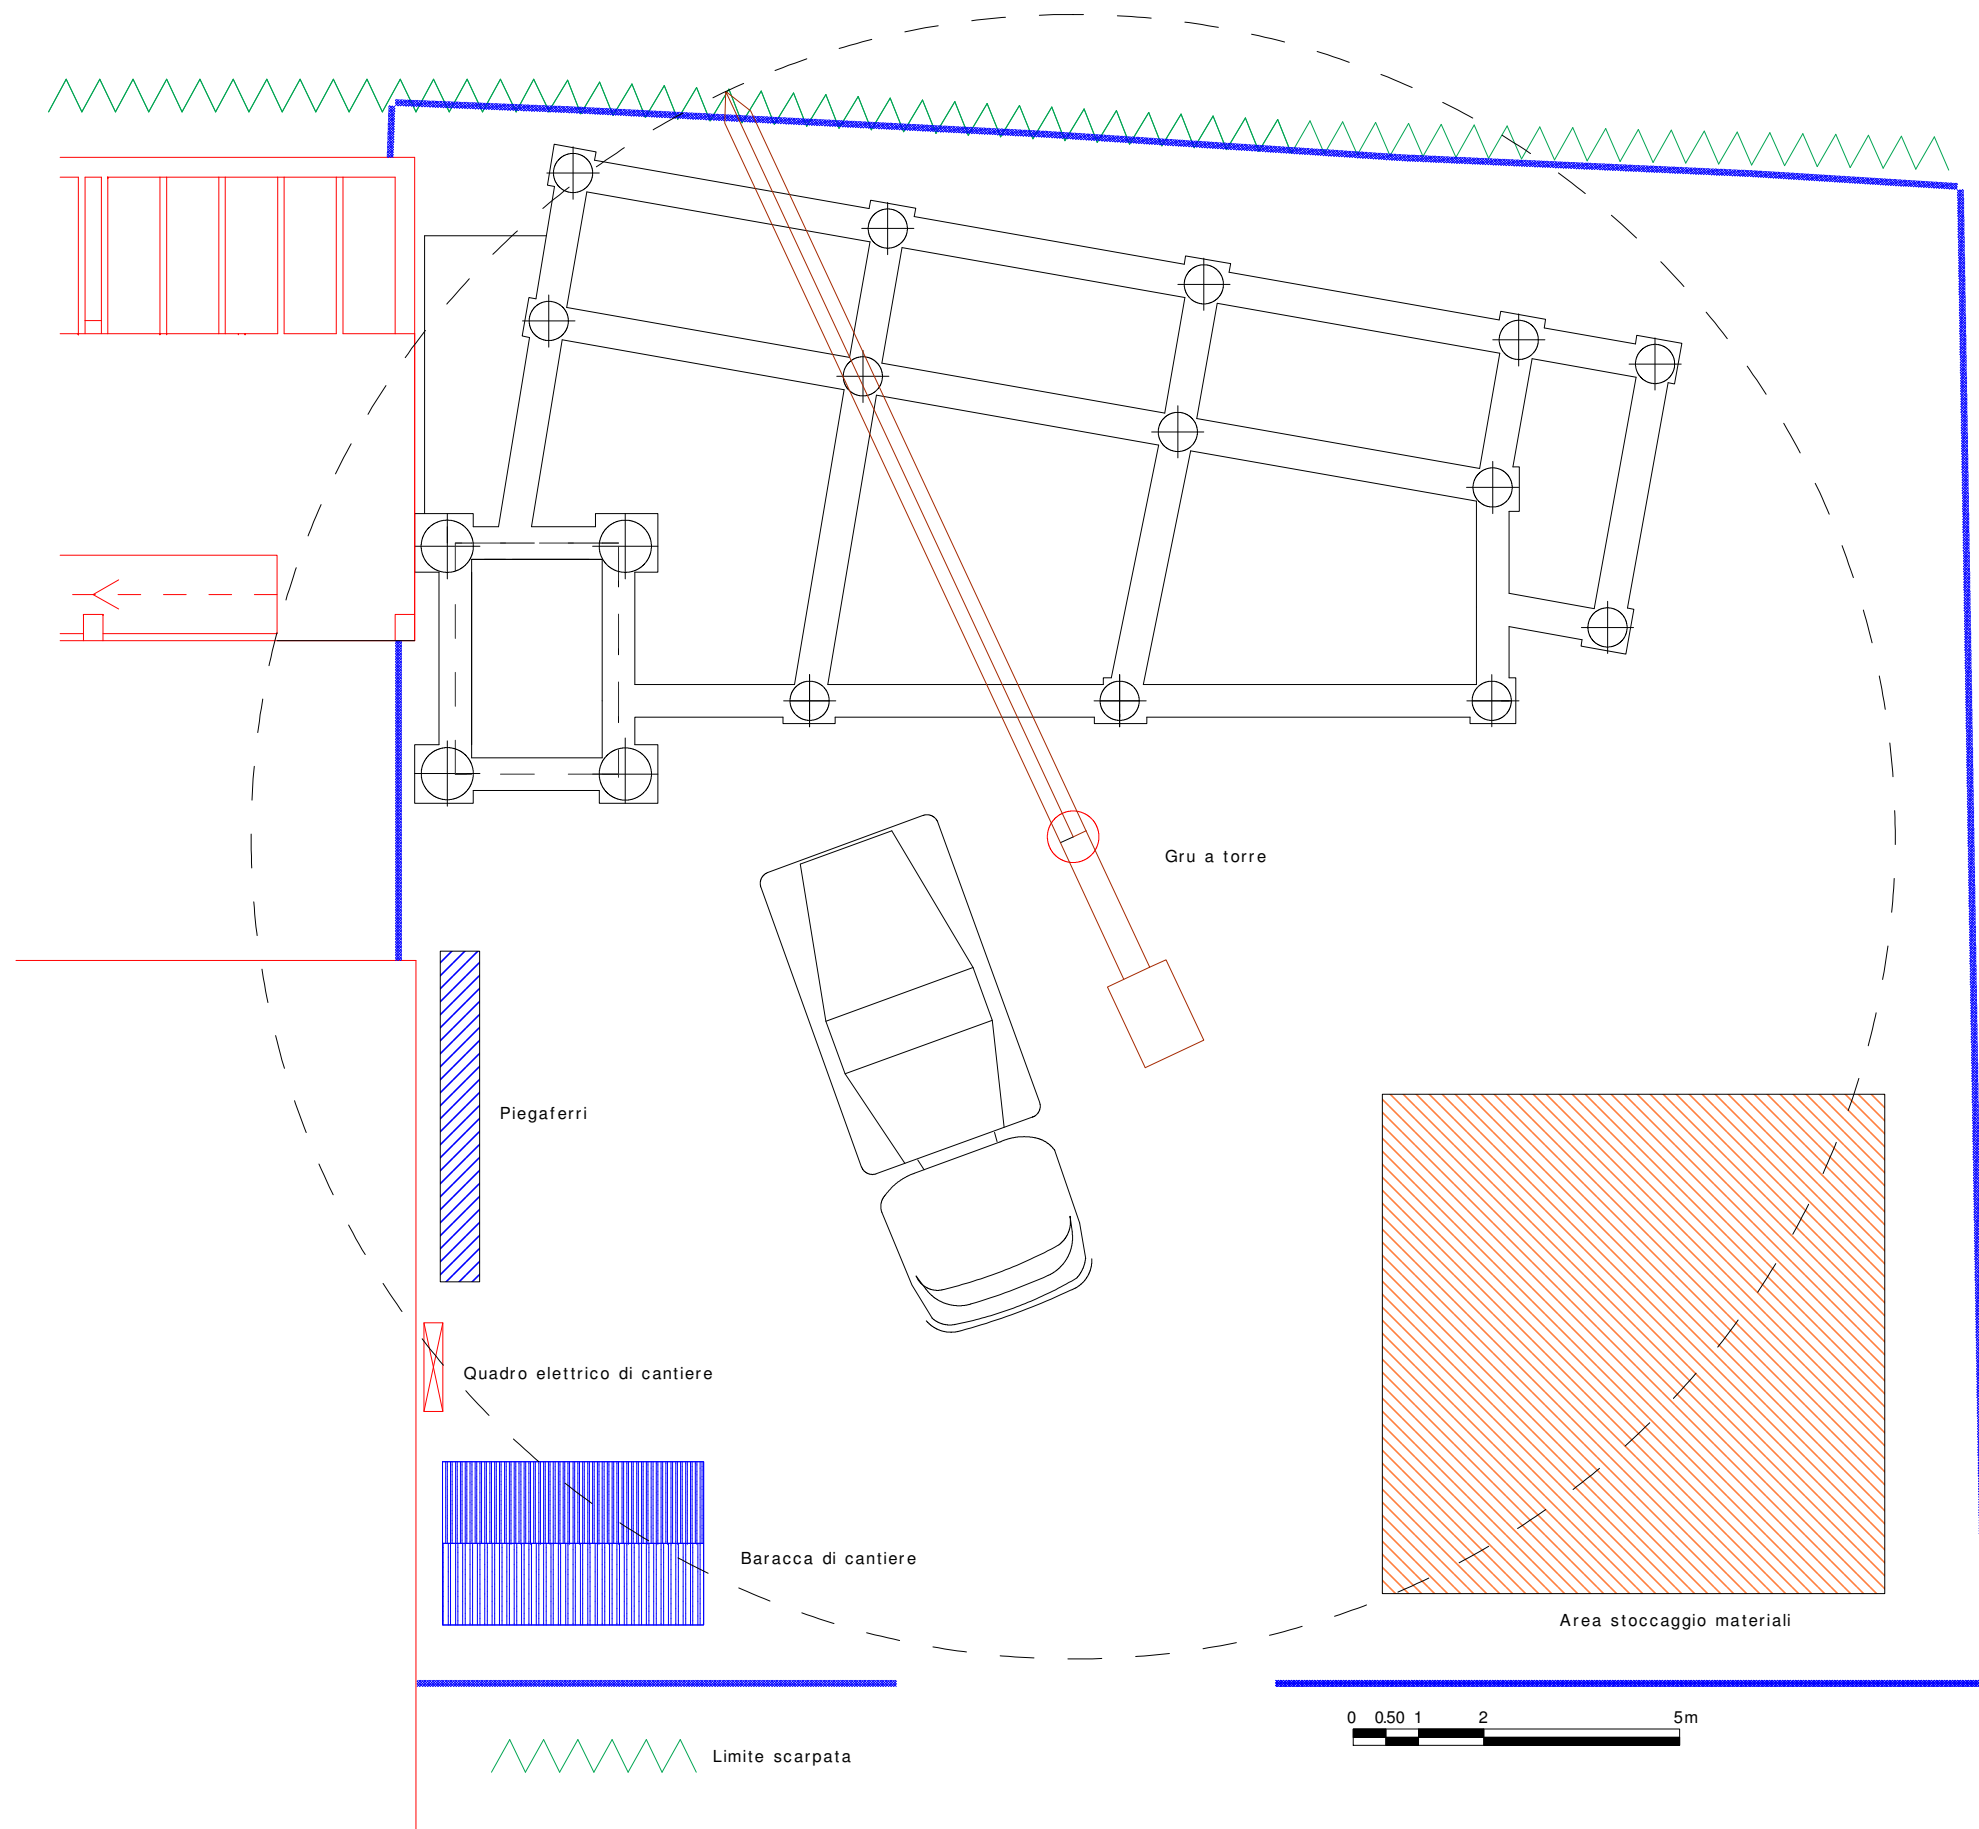 Gru a torre
Piegaferri
Quadro elettrico di cantiere
Baracca di cantiere
Area stoccaggio materiali
0 0.50 1 2 5m
Limite scarpata